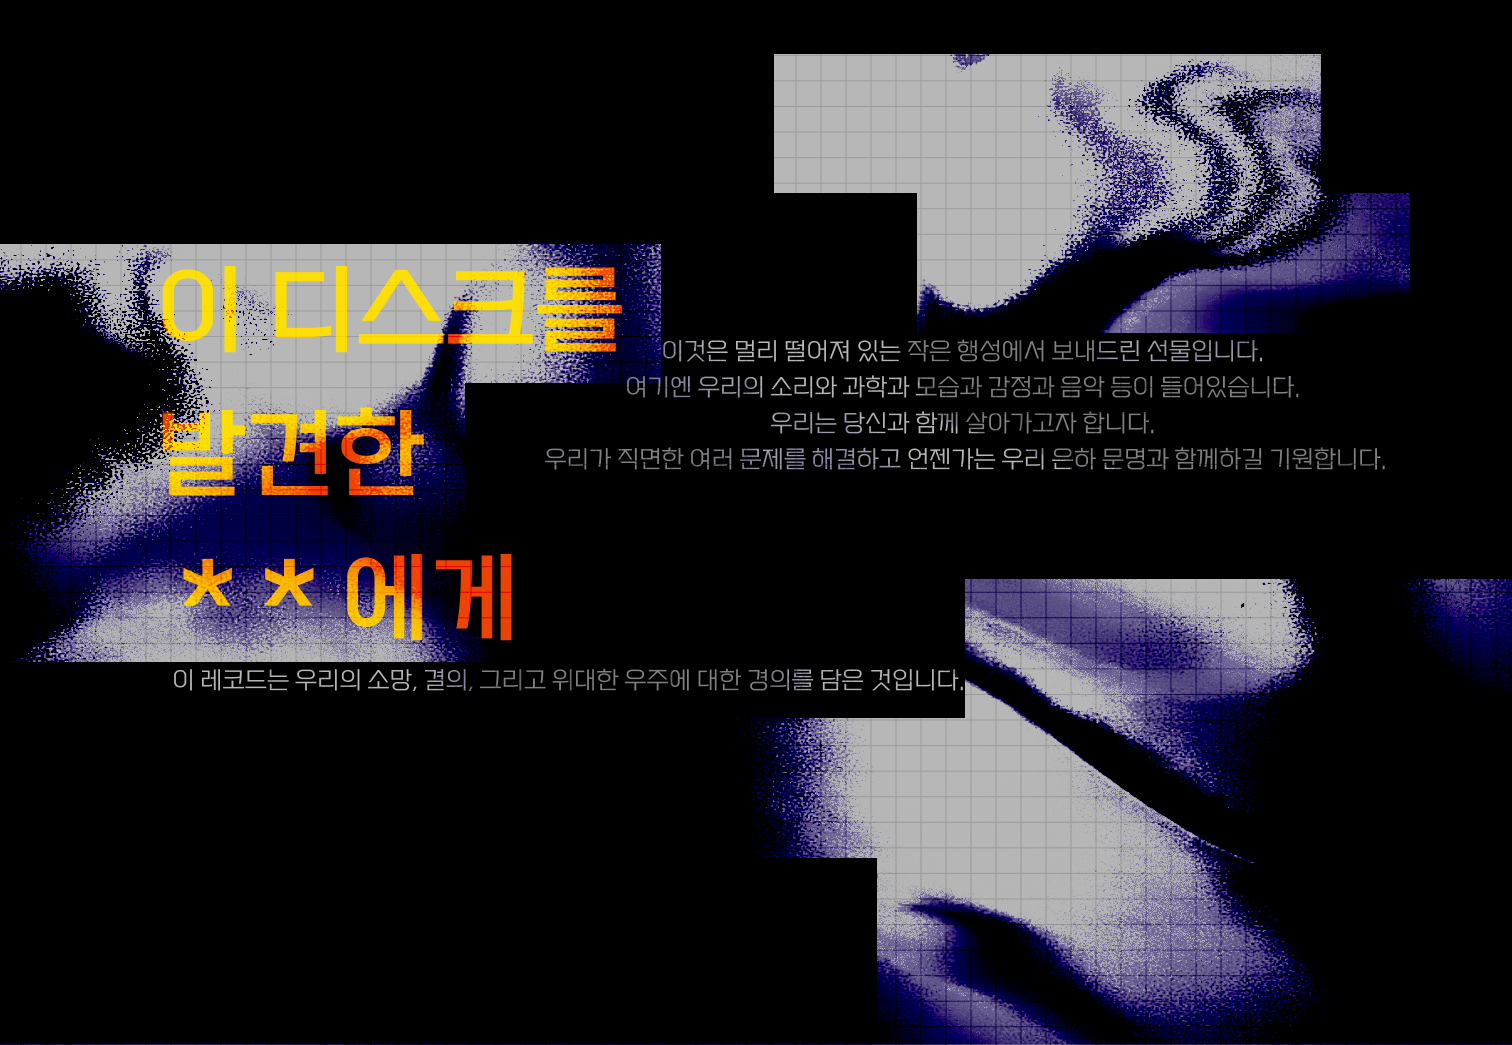 이 디스크를
발견한
**에게
이것은 멀리 떨어져 있는 작은 행성에서 보내드린 선물입니다.
여기엔 우리의 소리와 과학과 모습과 감정과 음악 등이 들어있습니다.
우리는 당신과 함께 살아가고자 합니다.
우리가 직면한 여러 문제를 해결하고 언젠가는 우리 은하 문명과 함께하길 기원합니다.
이 레코드는 우리의 소망, 결의, 그리고 위대한 우주에 대한 경의를 담은 것입니다.